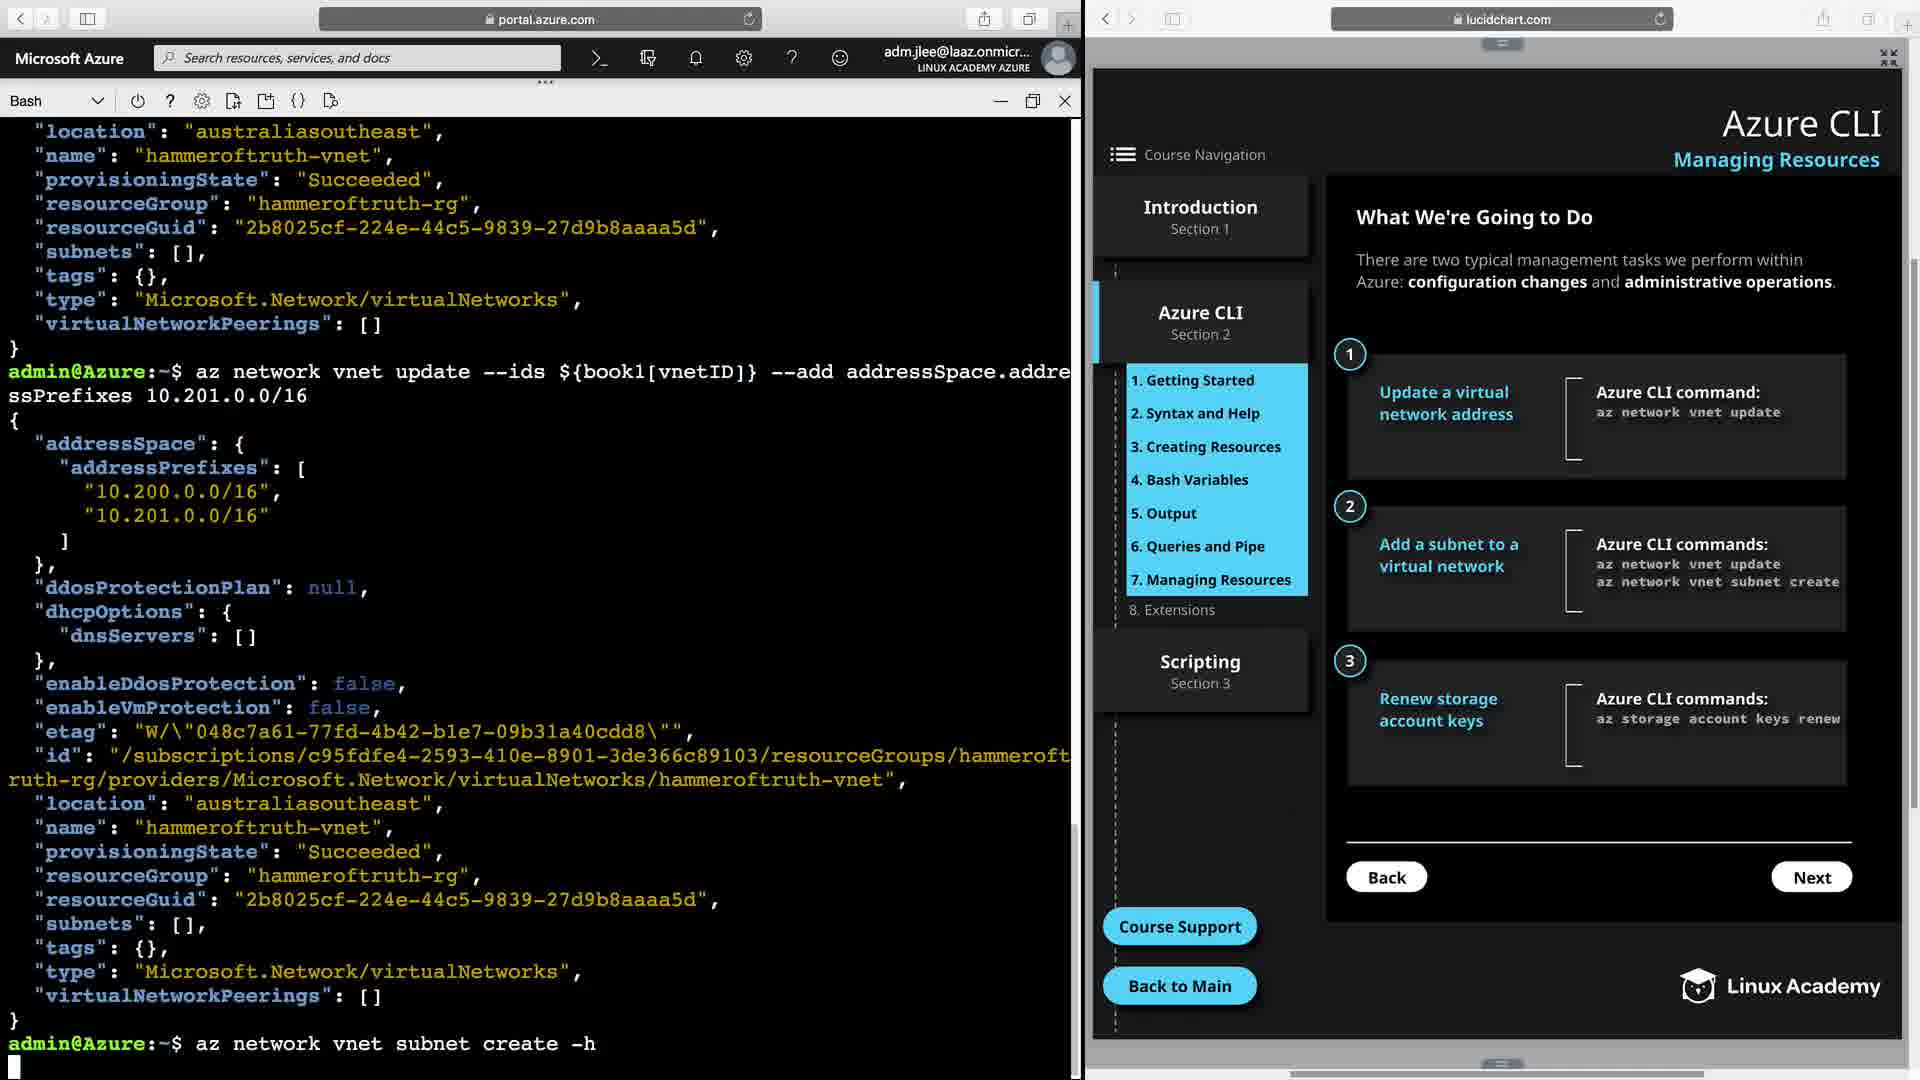 portal.azure.com
Microsoft Azure
Search resources, services, and docs
adm.jlee@laaz.onmicr...
LINUX ACADEMY AZURE
Bash
"location": "australiasoutheast",
"name": "hammeroftruth-vnet",
"provisioningState": "Succeeded",
"resourceGroup": "hammeroftruth-rg",
"resourceGuid": "2b8025cf-224e-44c5-9839-27d9b8aaaa5d",
"subnets": [],
"tags": {},
"type": "Microsoft.Network/virtualNetworks",
"virtualNetworkPeerings": []
}
admin@Azure:~$ az network vnet update --ids ${book1[vnetID]} --add addressSpace.addre
ssPrefixes 10.201.0.0/16
{
"addressSpace": {
"addressPrefixes": [
"10.200.0.0/16",
"10.201.0.0/16"
]
},
"ddosProtectionPlan": null,
"dhcpOptions": {
"dnsServers": []
},
"enableDdosProtection": false,
"enableVmProtection": false,
"etag": "W/\"048c7a61-77fd-4b42-b1e7-09b31a40cdd8\"",
"id": "/subscriptions/c95fdfe4-2593-410e-8901-3de366c89103/resourceGroups/hammeroft
ruth-rg/providers/Microsoft.Network/virtualNetworks/hammeroftruth-vnet",
"location": "australiasoutheast",
"name": "hammeroftruth-vnet",
"provisioningState": "Succeeded",
"resourceGroup": "hammeroftruth-rg",
"resourceGuid": "2b8025cf-224e-44c5-9839-27d9b8aaaa5d",
"subnets": [],
"tags": {},
"type": "Microsoft.Network/virtualNetworks",
"virtualNetworkPeerings": []
}
admin@Azure:~$ az network vnet subnet create -h
lucidchart.com
Azure CLI
Managing Resources
Course Navigation
Introduction
Section 1
Azure CLI
Section 2
1. Getting Started
2. Syntax and Help
3. Creating Resources
4. Bash Variables
5. Output
6. Queries and Pipe
7. Managing Resources
8. Extensions
Scripting
Section 3
Course Support
Back to Main
What We're Going to Do
There are two typical management tasks we perform within
Azure: configuration changes and administrative operations.
1
Update a virtual
network address
Azure CLI command:
az network vnet update
2
Add a subnet to a
virtual network
Azure CLI commands:
az network vnet update
az network vnet subnet create
3
Renew storage
account keys
Azure CLI commands:
az storage account keys renew
Back
Next
Linux Academy